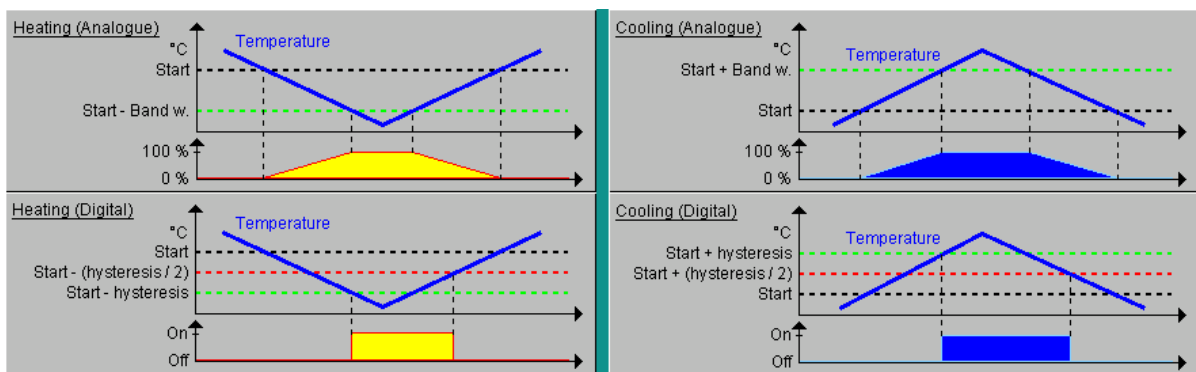 Heating (Analogue)
°C
Temperature
Start
Start - Band w.
100 %
0 %
Cooling (Analogue)
°C
Temperature
Start + Band w.
Start
100 %
0 %
Heating (Digital)
°C
Temperature
Start
Start - (hysteresis / 2)
Start - hysteresis
On
Off
Cooling (Digital)
°C
Temperature
Start + hysteresis
Start + (hysteresis / 2)
Start
On
Off